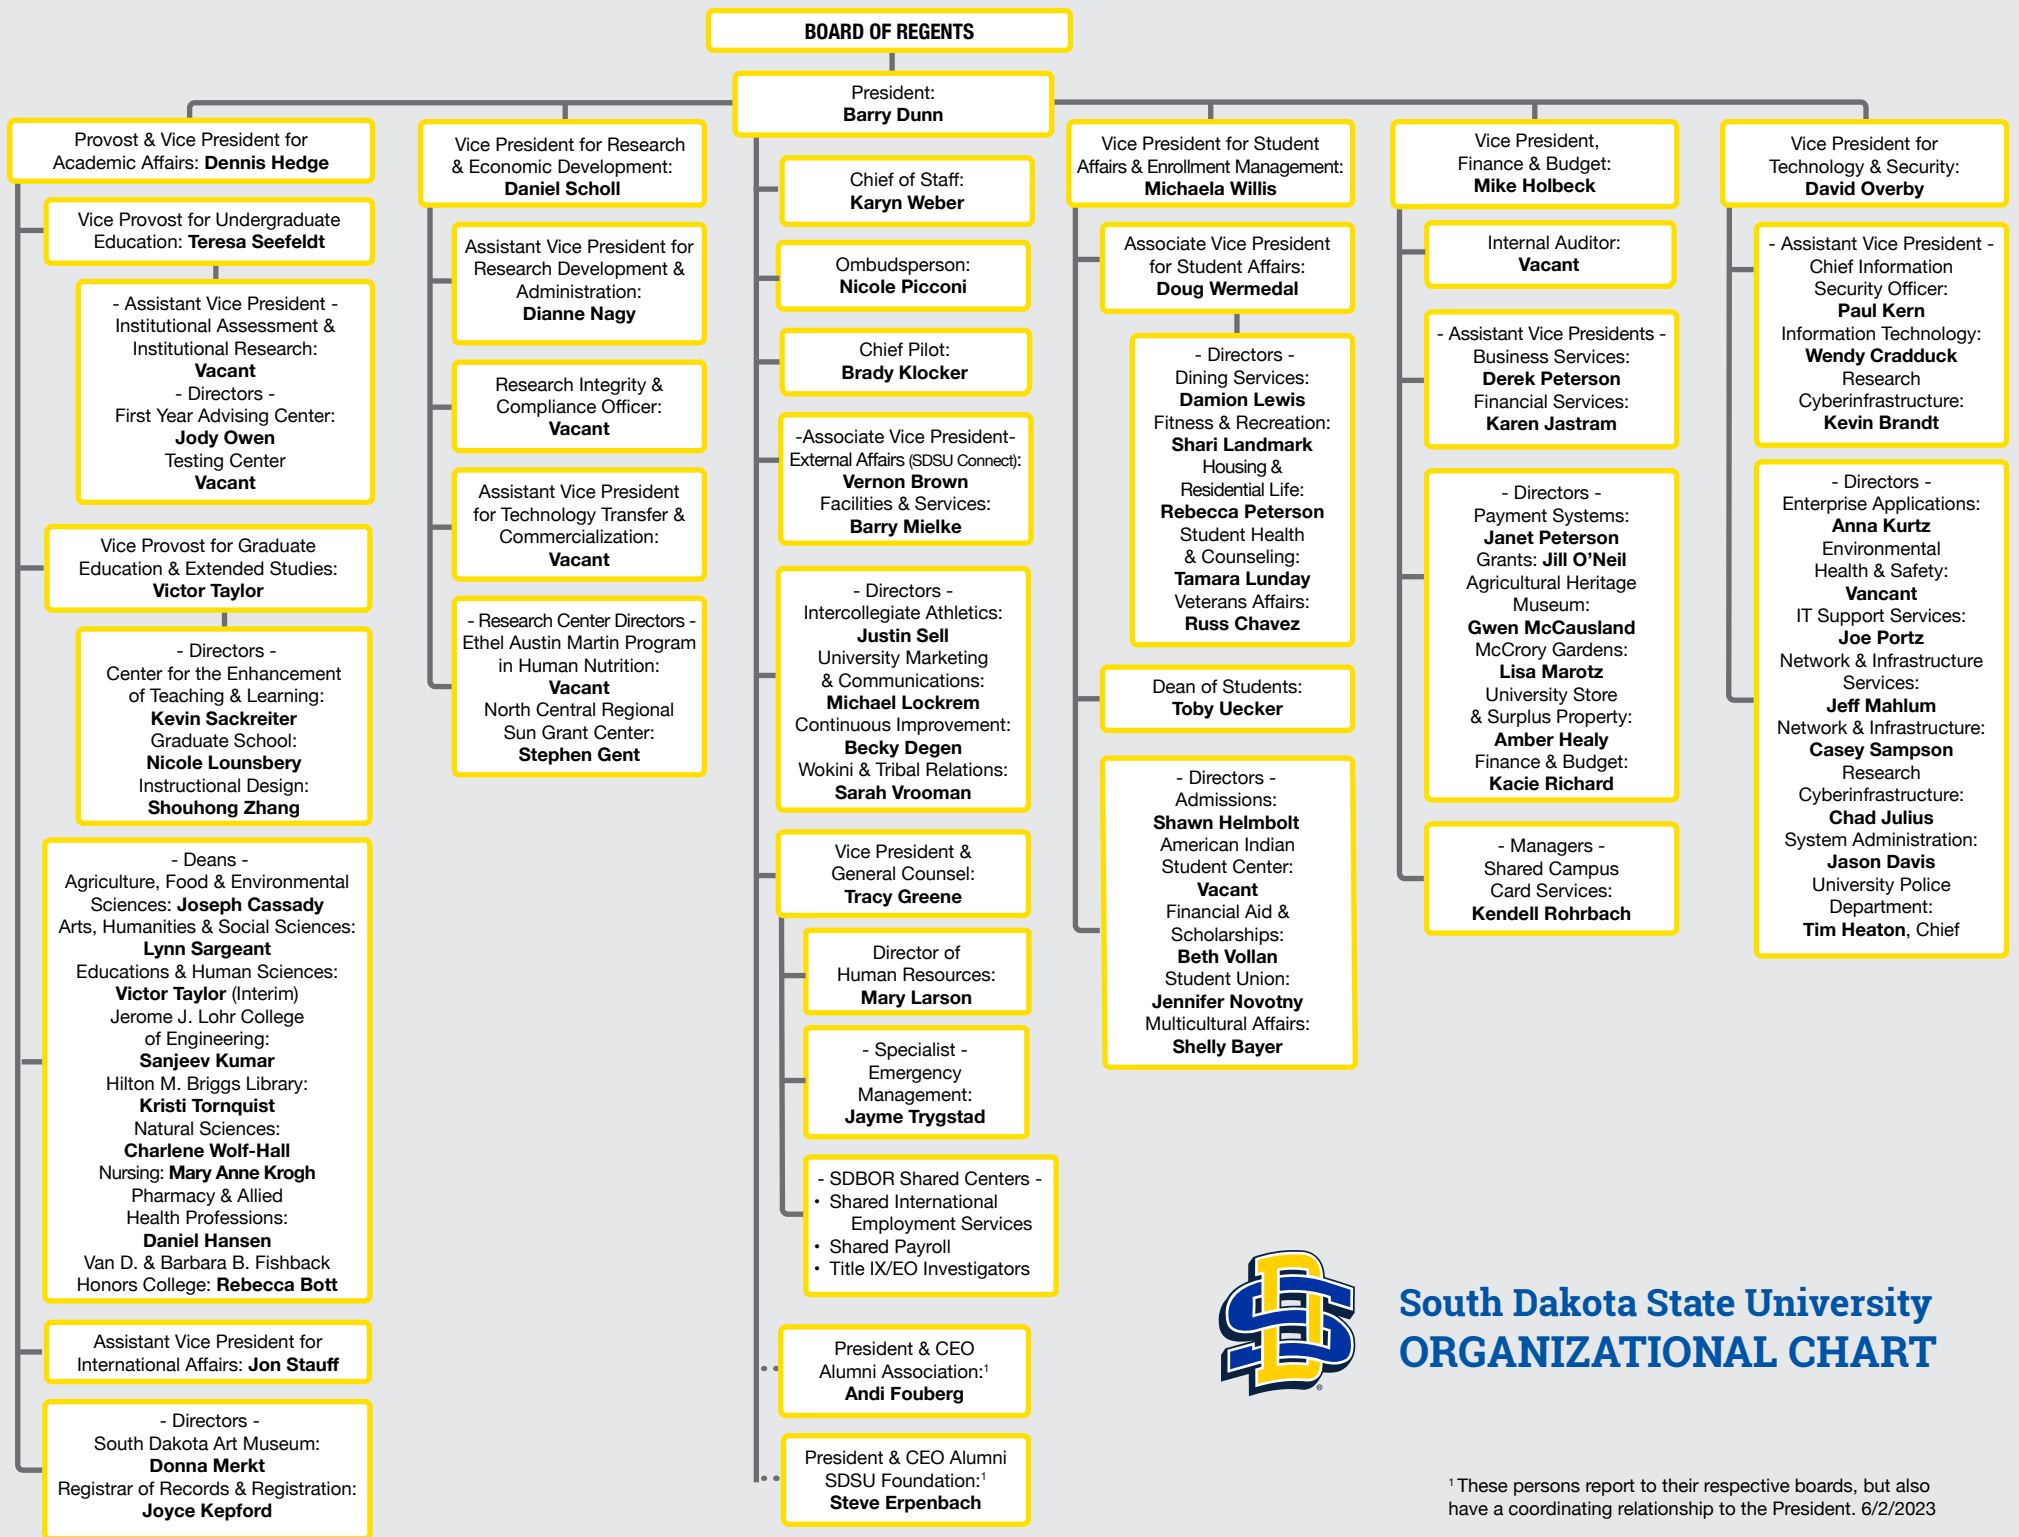 BOARD OF REGENTS
President:
Barry Dunn
Provost & Vice President for
Academic Affairs: Dennis Hedge
Vice Provost for Undergraduate
Education: Teresa Seefeldt
- Assistant Vice President -
Institutional Assessment &
Institutional Research:
Vacant
- Directors -
First Year Advising Center:
Jody Owen
Testing Center
Vacant
Vice Provost for Graduate
Education & Extended Studies:
Victor Taylor
- Directors -
Center for the Enhancement
of Teaching & Learning:
Kevin Sackreiter
Graduate School:
Nicole Lounsbery
Instructional Design:
Shouhong Zhang
- Deans -
Agriculture, Food & Environmental
Sciences: Joseph Cassady
Arts, Humanities & Social Sciences:
Lynn Sargeant
Educations & Human Sciences:
Victor Taylor (Interim)
Jerome J. Lohr College
of Engineering:
Sanjeev Kumar
Hilton M. Briggs Library:
Kristi Tornquist
Natural Sciences:
Charlene Wolf-Hall
Nursing: Mary Anne Krogh
Pharmacy & Allied
Health Professions:
Daniel Hansen
Van D. & Barbara B. Fishback
Honors College: Rebecca Bott
Assistant Vice President for
International Affairs: Jon Stauff
- Directors -
South Dakota Art Museum:
Donna Merkt
Registrar of Records & Registration:
Joyce Kepford
Vice President for Research
& Economic Development:
Daniel Scholl
Assistant Vice President for
Research Development &
Administration:
Dianne Nagy
Research Integrity &
Compliance Officer:
Vacant
Assistant Vice President
for Technology Transfer &
Commercialization:
Vacant
- Research Center Directors -
Ethel Austin Martin Program
in Human Nutrition:
Vacant
North Central Regional
Sun Grant Center:
Stephen Gent
Chief of Staff:
Karyn Weber
Ombudsperson:
Nicole Picconi
Chief Pilot:
Brady Klocker
-Associate Vice President-
External Affairs (SDSU Connect):
Vernon Brown
Facilities & Services:
Barry Mielke
- Directors -
Intercollegiate Athletics:
Justin Sell
University Marketing
& Communications:
Michael Lockrem
Continuous Improvement:
Becky Degen
Wokini & Tribal Relations:
Sarah Vrooman
Vice President &
General Counsel:
Tracy Greene
Director of
Human Resources:
Mary Larson
- Specialist -
Emergency
Management:
Jayme Trygstad
- SDBOR Shared Centers -
• Shared International
Employment Services
• Shared Payroll
• Title IX/EO Investigators
President & CEO
Alumni Association:¹
Andi Fouberg
President & CEO Alumni
SDSU Foundation:¹
Steve Erpenbach
Vice President for Student
Affairs & Enrollment Management:
Michaela Willis
Associate Vice President
for Student Affairs:
Doug Wermedal
- Directors -
Dining Services:
Damion Lewis
Fitness & Recreation:
Shari Landmark
Housing &
Residential Life:
Rebecca Peterson
Student Health
& Counseling:
Tamara Lunday
Veterans Affairs:
Russ Chavez
Dean of Students:
Toby Uecker
- Directors -
Admissions:
Shawn Helmbolt
American Indian
Student Center:
Vacant
Financial Aid &
Scholarships:
Beth Vollan
Student Union:
Jennifer Novotny
Multicultural Affairs:
Shelly Bayer
Vice President,
Finance & Budget:
Mike Holbeck
Internal Auditor:
Vacant
- Assistant Vice Presidents -
Business Services:
Derek Peterson
Financial Services:
Karen Jastram
- Directors -
Payment Systems:
Janet Peterson
Grants: Jill O’Neil
Agricultural Heritage
Museum:
Gwen McCausland
McCrory Gardens:
Lisa Marotz
University Store
& Surplus Property:
Amber Healy
Finance & Budget:
Kacie Richard
- Managers -
Shared Campus
Card Services:
Kendell Rohrbach
Vice President for
Technology & Security:
David Overby
- Assistant Vice President -
Chief Information
Security Officer:
Paul Kern
Information Technology:
Wendy Cradduck
Research
Cyberinfrastructure:
Kevin Brandt
- Directors -
Enterprise Applications:
Anna Kurtz
Environmental
Health & Safety:
Vancant
IT Support Services:
Joe Portz
Network & Infrastructure
Services:
Jeff Mahlum
Network & Infrastructure:
Casey Sampson
Research
Cyberinfrastructure:
Chad Julius
System Administration:
Jason Davis
University Police
Department:
Tim Heaton, Chief
SD
®
South Dakota State University
ORGANIZATIONAL CHART
¹ These persons report to their respective boards, but also
have a coordinating relationship to the President. 6/2/2023